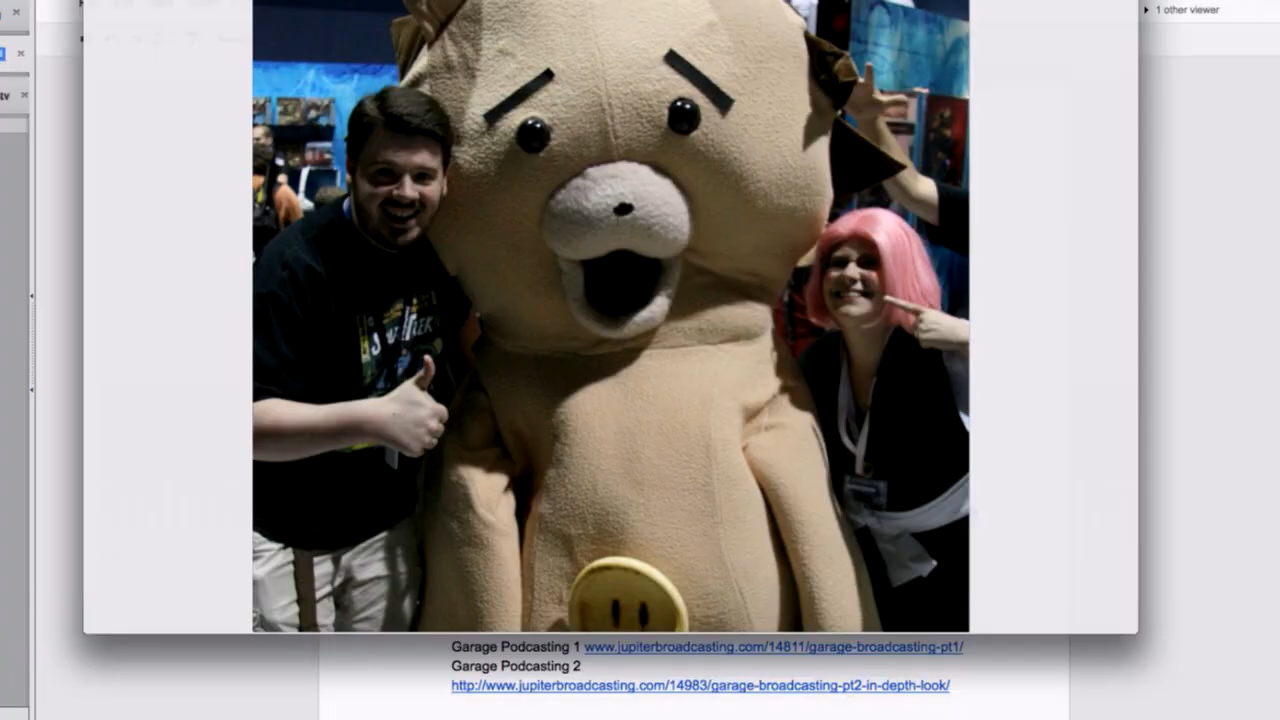 tv
1 other viewer
Garage Podcasting 1 www.jupiterbroadcasting.com/14811/garage-broadcasting-pt1/
Garage Podcasting 2
http://www.jupiterbroadcasting.com/14983/garage-broadcasting-pt2-in-depth-look/